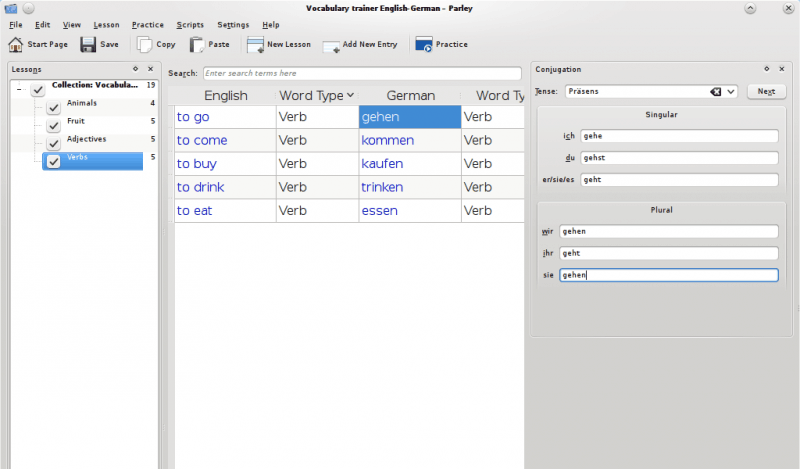 Vocabulary trainer English-German – Parley
File Edit View Lesson Practice Scripts Settings Help
Start Page Save Copy Paste New Lesson Add New Entry Practice
Lessons
Collection: Vocabula... 19
Animals 4
Fruit 5
Adjectives 5
Verbs 5
Search: Enter search terms here
English Word Type German Word Ty
to go Verb gehen Verb
to come Verb kommen Verb
to buy Verb kaufen Verb
to drink Verb trinken Verb
to eat Verb essen Verb
Conjugation
Tense: Präsens Next
Singular
ich gehe
du gehst
er/sie/es geht
Plural
wir gehen
ihr geht
sie gehen